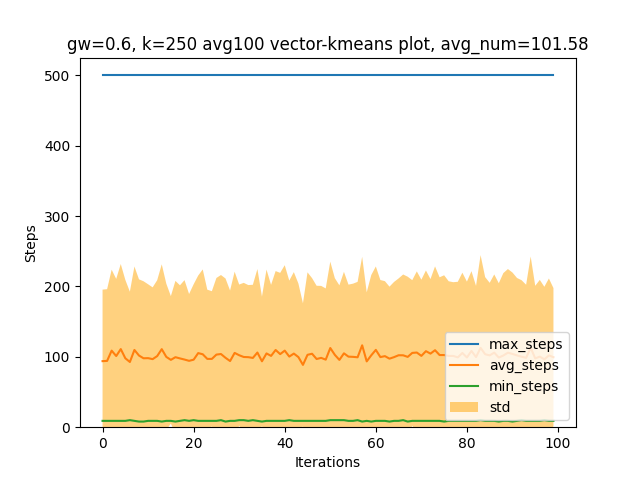 gw=0.6, k=250 avg100 vector-kmeans plot, avg_num=101.58
500
400
300
200
100
0
Steps
max_steps
avg_steps
min_steps
std
0 20 40 60 80 100
Iterations